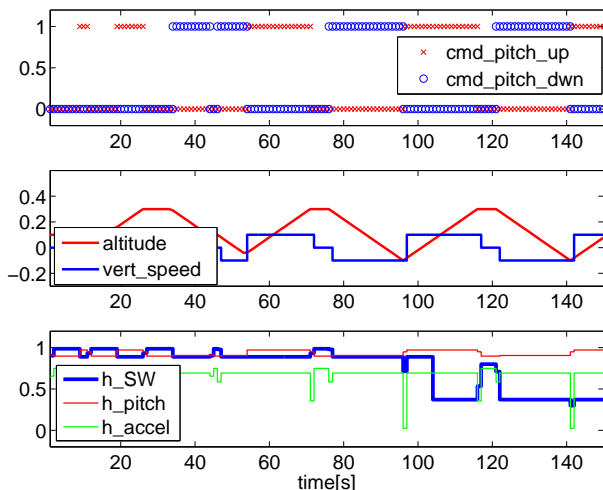 1
0.5
0
cmd_pitch_up
cmd_pitch_dwn
20 40 60 80 100 120 140
0.4
0.2
0
−0.2
altitude
vert_speed
20 40 60 80 100 120 140
1
0.5
0
h_SW
h_pitch
h_accel
20 40 60 80 100 120 140
time[s]